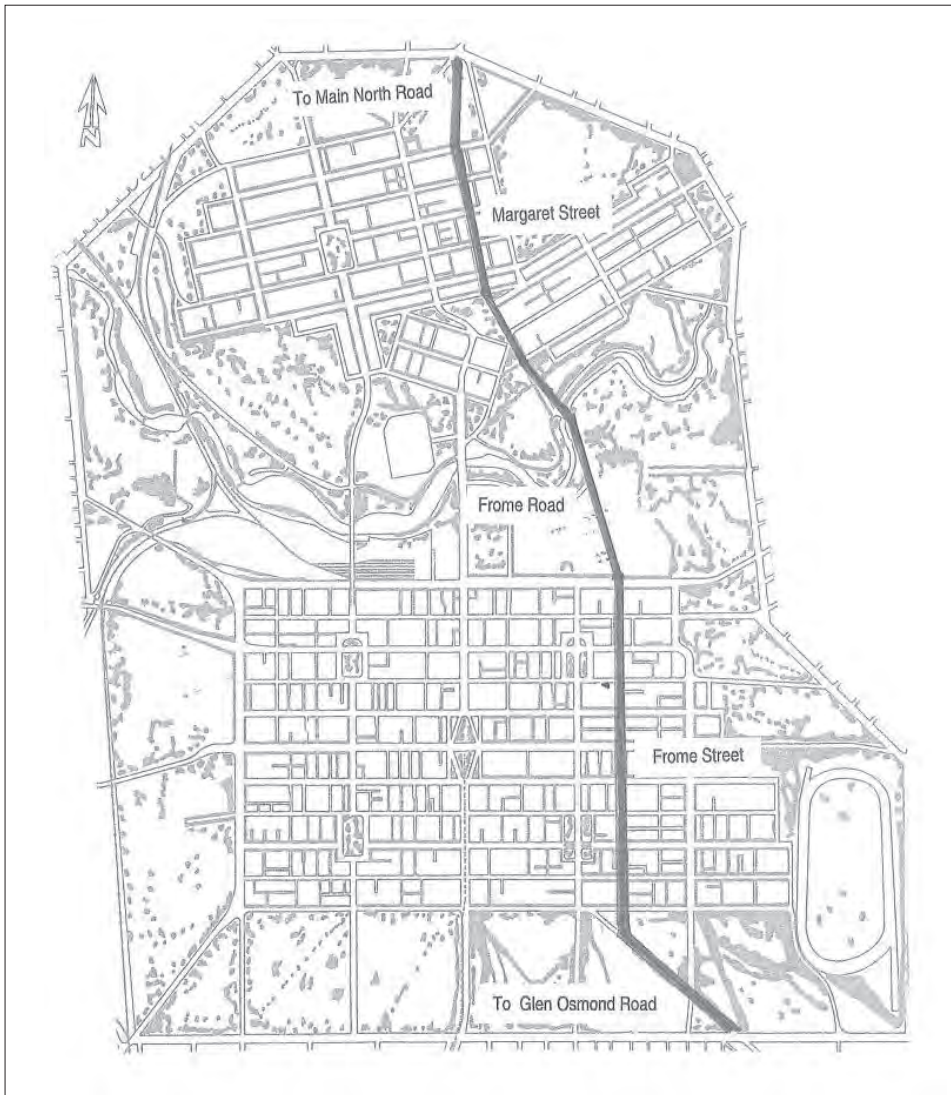 To Main North Road
N
Margaret Street
Frome Road
Frome Street
To Glen Osmond Road